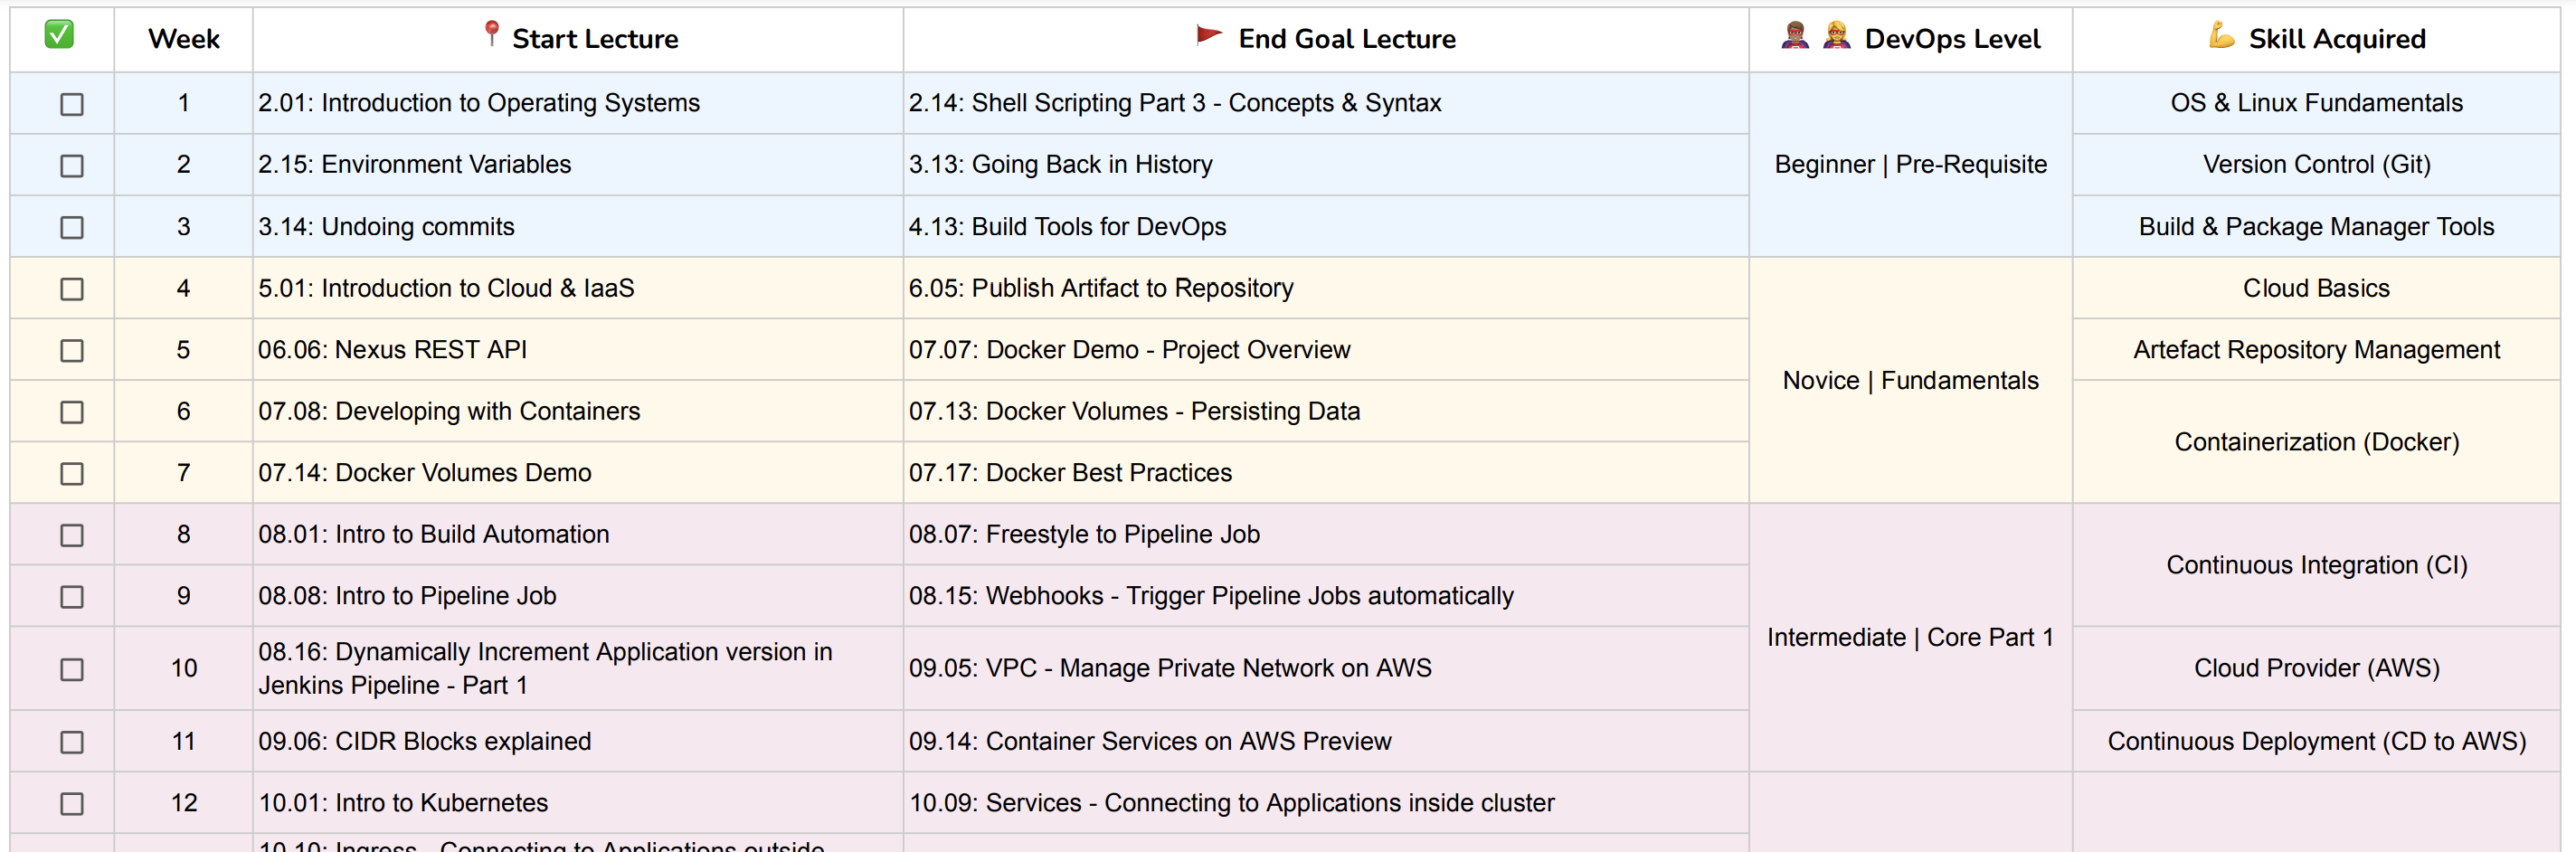 ✅ Week 📍 Start Lecture 🚩 End Goal Lecture 🦸🏽 🦸‍♀️ DevOps Level 💪 Skill Acquired
1 2.01: Introduction to Operating Systems 2.14: Shell Scripting Part 3 - Concepts & Syntax OS & Linux Fundamentals
2 2.15: Environment Variables 3.13: Going Back in History Beginner | Pre-Requisite Version Control (Git)
3 3.14: Undoing commits 4.13: Build Tools for DevOps Build & Package Manager Tools
4 5.01: Introduction to Cloud & IaaS 6.05: Publish Artifact to Repository Cloud Basics
5 06.06: Nexus REST API 07.07: Docker Demo - Project Overview Artefact Repository Management
Novice | Fundamentals
6 07.08: Developing with Containers 07.13: Docker Volumes - Persisting Data
Containerization (Docker)
7 07.14: Docker Volumes Demo 07.17: Docker Best Practices
8 08.01: Intro to Build Automation 08.07: Freestyle to Pipeline Job
Continuous Integration (CI)
9 08.08: Intro to Pipeline Job 08.15: Webhooks - Trigger Pipeline Jobs automatically
Intermediate | Core Part 1
10 08.16: Dynamically Increment Application version in
Jenkins Pipeline - Part 1 09.05: VPC - Manage Private Network on AWS Cloud Provider (AWS)
11 09.06: CIDR Blocks explained 09.14: Container Services on AWS Preview Continuous Deployment (CD to AWS)
12 10.01: Intro to Kubernetes 10.09: Services - Connecting to Applications inside cluster
10.10: Ingress - Connecting to Applications outside